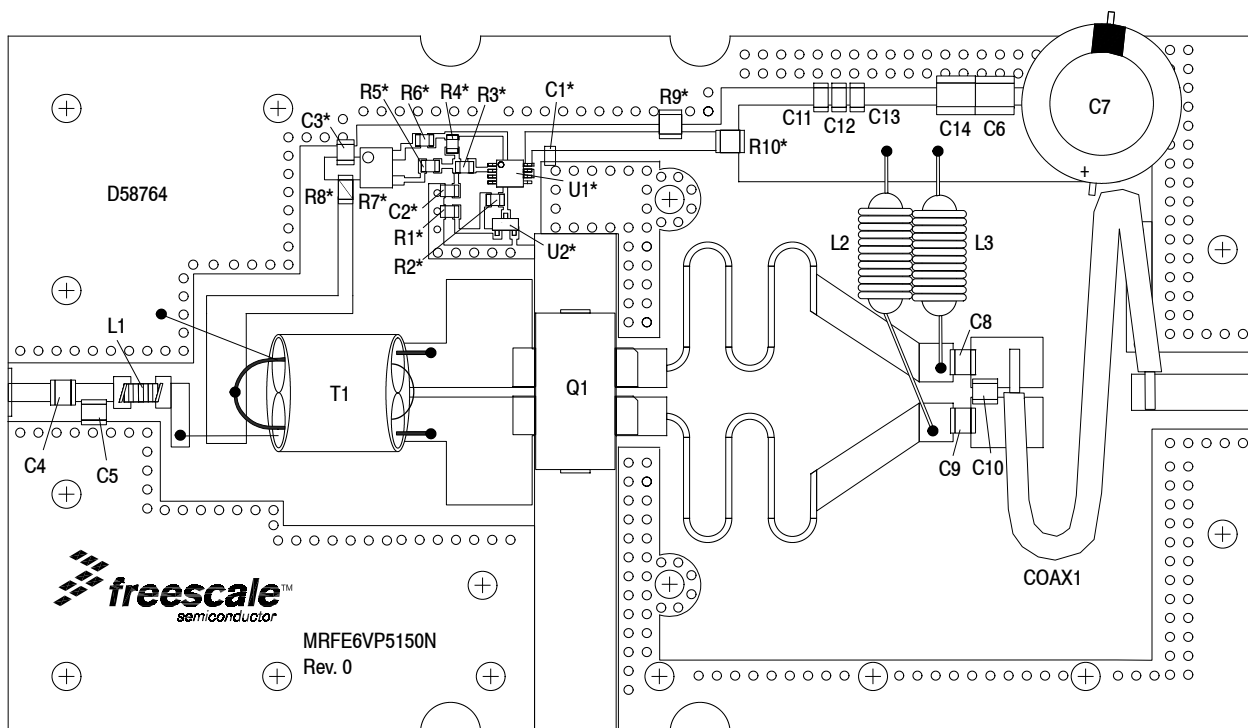 C7
+
R5*
R6*
R4*
R3*
C1*
R9*
C3*
C11
C12
C13
C14
C6
R10*
D58764
R8*
R7*
C2*
U1*
R1*
R2*
U2*
L2
L3
L1
C8
T1
Q1
C4
C5
C9
C10
COAX1
freescale™
semiconductor
MRFE6VP5150N
Rev. 0